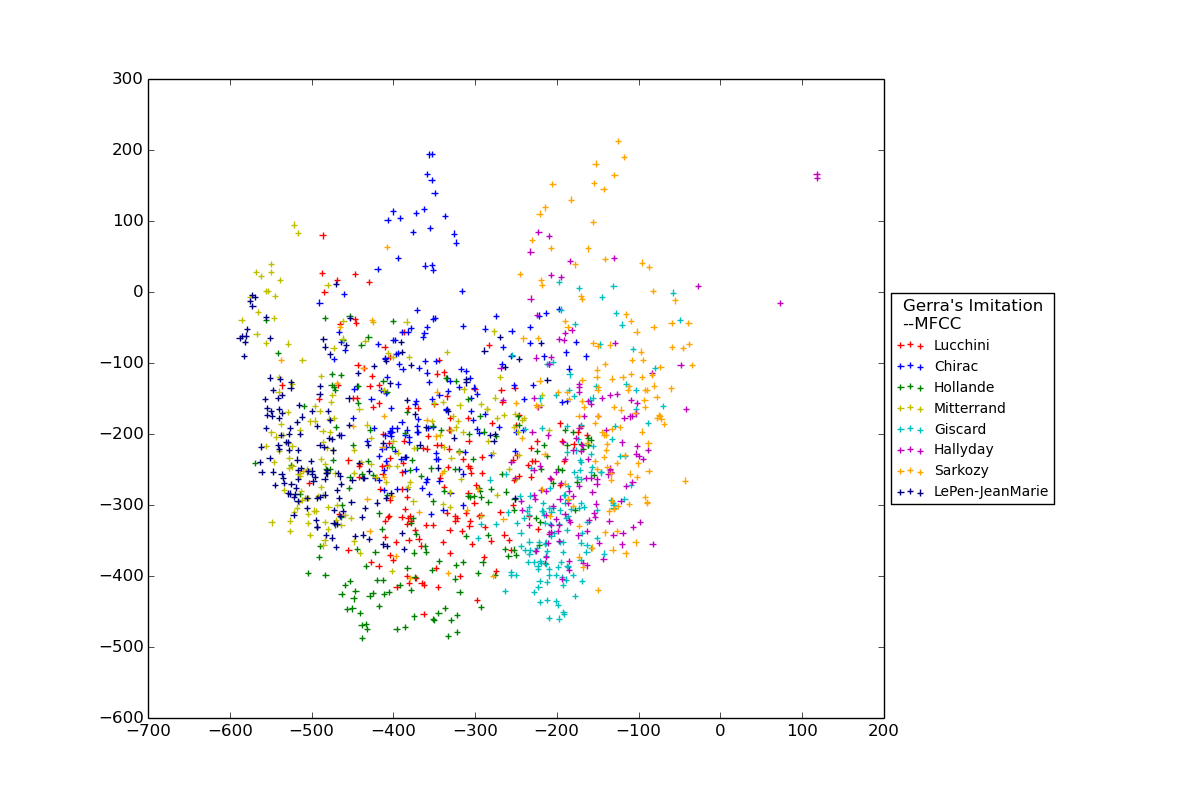 300
200
100
0
−100
−200
−300
−400
−500
−600
−700 −600 −500 −400 −300 −200 −100 0 100 200
Gerra's Imitation
--MFCC
Lucchini
Chirac
Hollande
Mitterrand
Giscard
Hallyday
Sarkozy
LePen-JeanMarie